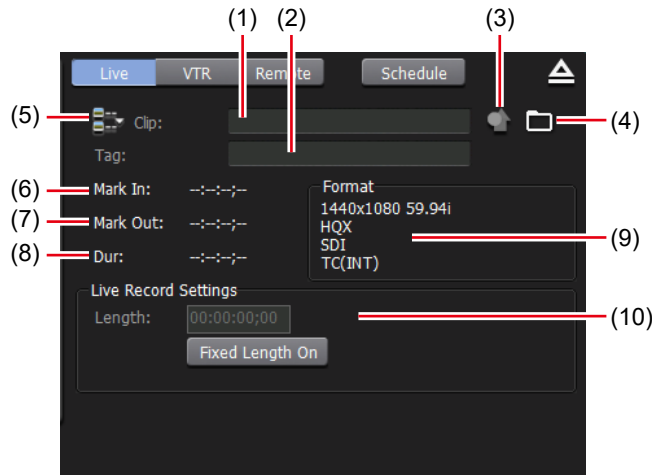 (1) (2) (3)
Live VTR Remote Schedule
(5) Clip: (4)
Tag:
(6) Mark In: --:--:--;-- Format
1440x1080 59.94i
(7) Mark Out: --:--:--;-- HQX
SDI (9)
(8) Dur: --:--:--;-- TC(INT)
Live Record Settings
Length: 00:00:00;00 (10)
Fixed Length On